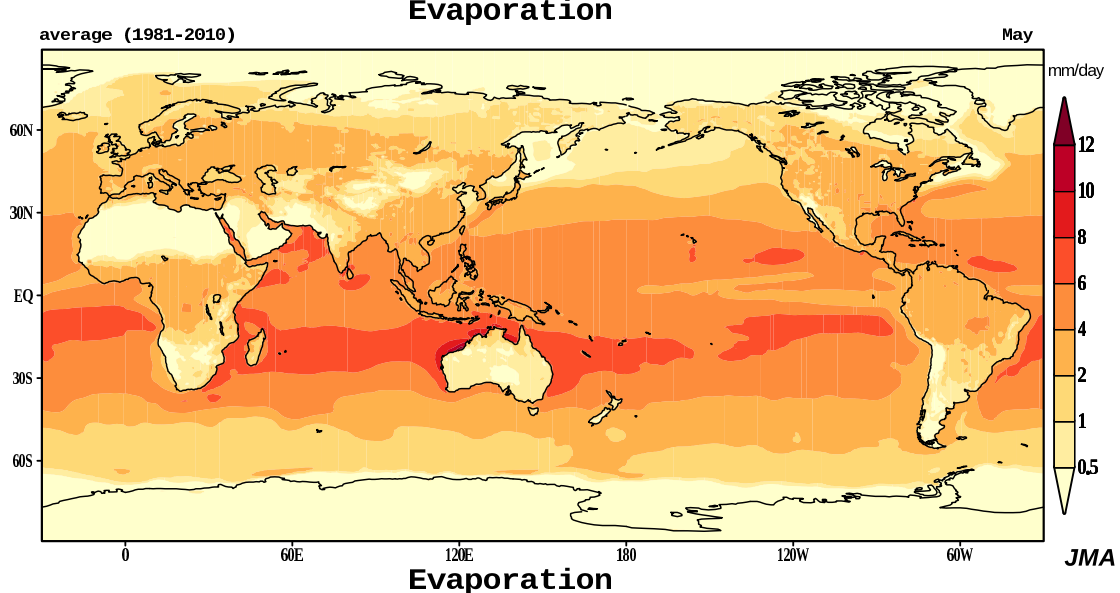 Evaporation
average (1981-2010)
May
mm/day
60N
30N
EQ
30S
60S
12
10
8
6
4
2
1
0.5
0
60E
120E
180
120W
60W
JMA
Evaporation